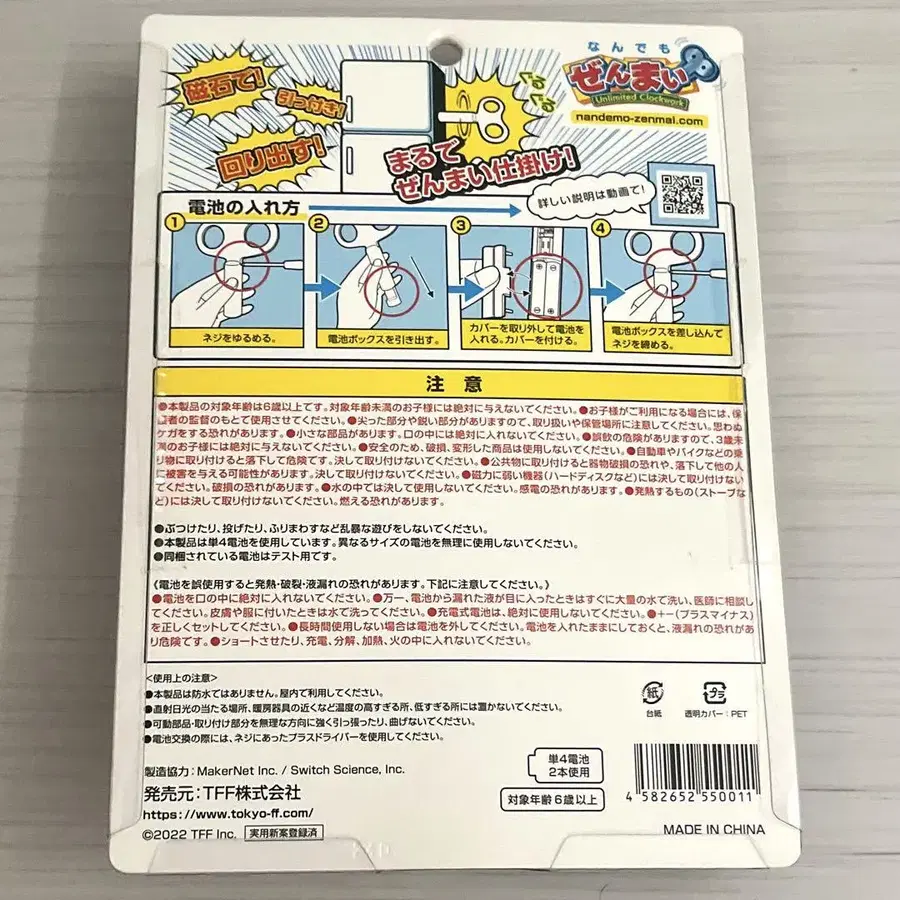 磁石で!
引っ付き!
回り出す!
ぐるぐる
まるで
ぜんまい仕掛け!
なんでも
ぜんまい
Unlimited Clockwork
nandemo-zenmai.com
電池の入れ方
詳しい説明は動画で!
1
ネジをゆるめる。
2
電池ボックスを引き出す。
3
カバーを取り外して電池を
入れる。カバーを付ける。
4
電池ボックスを差し込んで
ネジを締める。
注 意
●本製品の対象年齢は6歳以上です。対象年齢未満のお子様には絶対に与えないでください。●お子様がご利用になる場合には、保
護者の監督のもとで使用させてください。●尖った部分や鋭い部分がありますので、取り扱いや保管場所に注意してください。思わぬ
ケガをする恐れがあります。●小さな部品があります。口の中には絶対に入れないでください。●誤飲の危険がありますので、3歳未
満のお子様には絶対に与えないでください。●安全のため、破損、変形した商品は使用しないでください。●自動車やバイクなどの乗
り物に取り付けると落下して危険です。決して取り付けないでください。●公共物に取り付けると器物破損の恐れや、落下して他の人
に被害を与える可能性があります。決して取り付けないでください。●磁力に弱い機器(ハードディスクなど)には決して取り付けない
でください。破損の恐れがあります。●水の中では決して使用しないでください。感電の恐れがあります。●発熱するもの(ストーブな
ど)には決して取り付けないでください。燃える恐れがあります。
●ぶつけたり、投げたり、ふりまわすなど乱暴な遊びをしないでください。
●本製品は単4電池を使用しています。異なるサイズの電池を無理に使用しないでください。
●同梱されている電池はテスト用です。
《電池を誤使用すると発熱・破裂・液漏れの恐れがあります。下記に注意してください。》
●電池を口の中に絶対に入れないでください。●万一、電池から漏れた液が目に入ったときはすぐに大量の水で洗い、医師に相談し
てください。皮膚や服に付いたときは水で洗ってください。●充電式電池は、絶対に使用しないでください。●＋－(プラスマイナス)
を正しくセットしてください。●長時間使用しない場合は電池を外してください。電池を入れたままにしておくと、液漏れの恐れがあ
り危険です。●ショートさせたり、充電、分解、加熱、火の中に入れないでください。
<使用上の注意>
●本製品は防水ではありません。屋内で利用してください。
●直射日光の当たる場所、暖房器具の近くなど温度の高すぎる所、低すぎる所には置かないでください。
●可動部品・取り付け部分を無理な方向に強く引っ張ったり、曲げないでください。
●電池交換の際には、ネジにあったプラスドライバーを使用してください。
紙
台紙
プラ
透明カバー：PET
製造協力：MakerNet Inc. / Switch Science, Inc.
発売元：TFF株式会社
https://www.tokyo-ff.com/
©2022 TFF Inc. 実用新案登録済
単4電池
2本使用
対象年齢 6歳以上
4 582652 550011
MADE IN CHINA